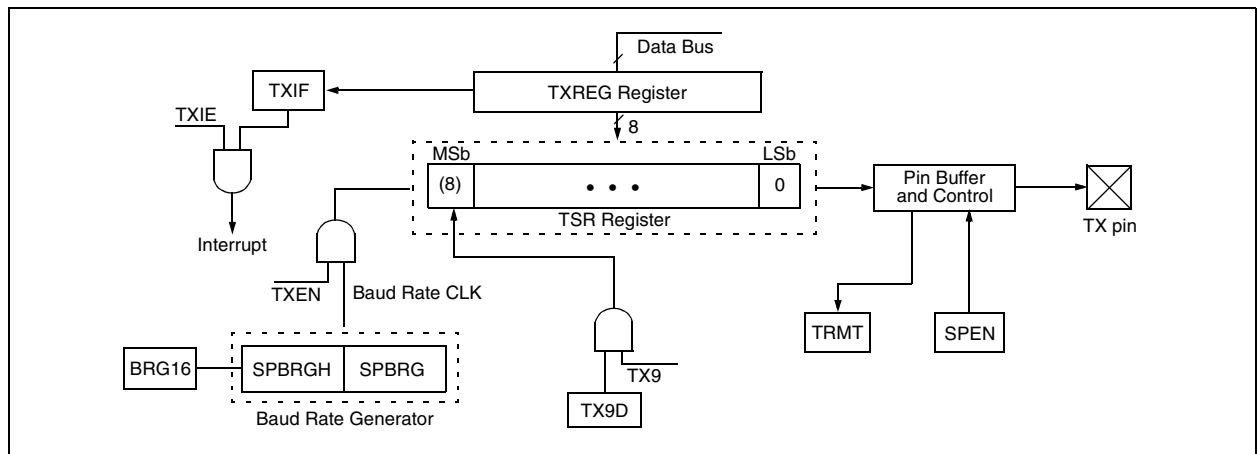 Data Bus
TXIF
TXREG Register
TXIE
8
MSb
LSb
(8)
• • •
0
Pin Buffer
and Control
TSR Register
TX pin
Interrupt
TXEN
Baud Rate CLK
TRMT
SPEN
BRG16
SPBRGH
SPBRG
TX9
TX9D
Baud Rate Generator